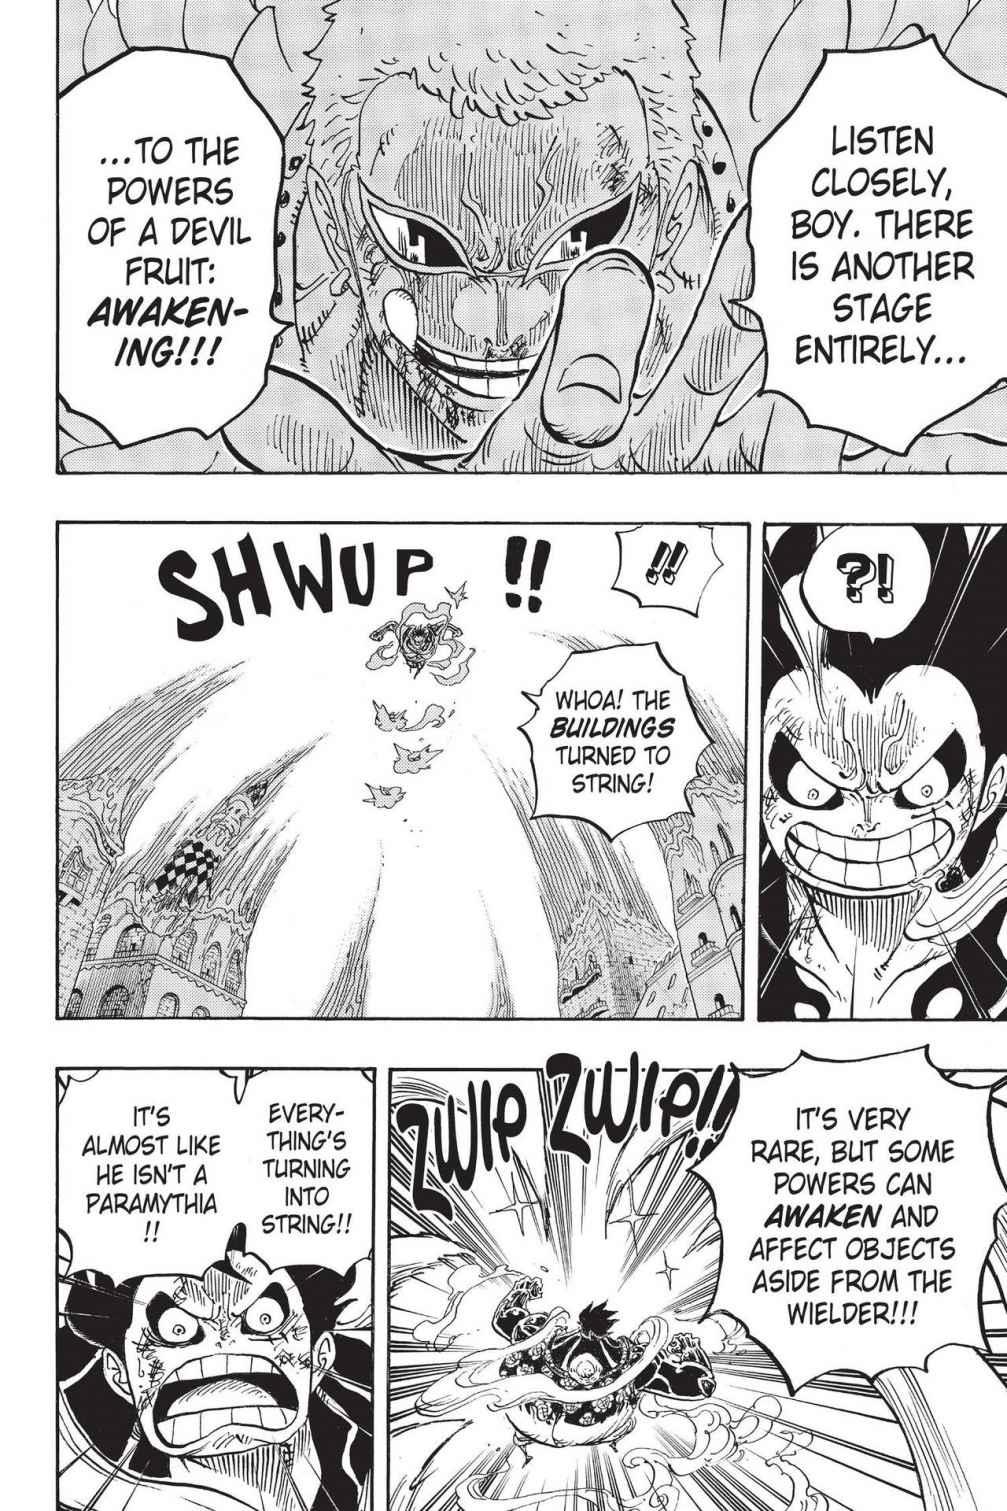 LISTEN
CLOSELY,
BOY. THERE
IS ANOTHER
STAGE
ENTIRELY...
...TO THE
POWERS
OF A DEVIL
FRUIT:
AWAKEN-
ING!!!
?!
!!
WHOA! THE
BUILDINGS
TURNED TO
STRING!
SHWUP!!
IT'S VERY
RARE, BUT SOME
POWERS CAN
AWAKEN AND
AFFECT OBJECTS
ASIDE FROM THE
WIELDER!!!
ZWIP ZWIP!!
EVERY-
THING'S
TURNING
INTO
STRING!!
IT'S
ALMOST LIKE
HE ISN'T A
PARAMYTHIA
!!